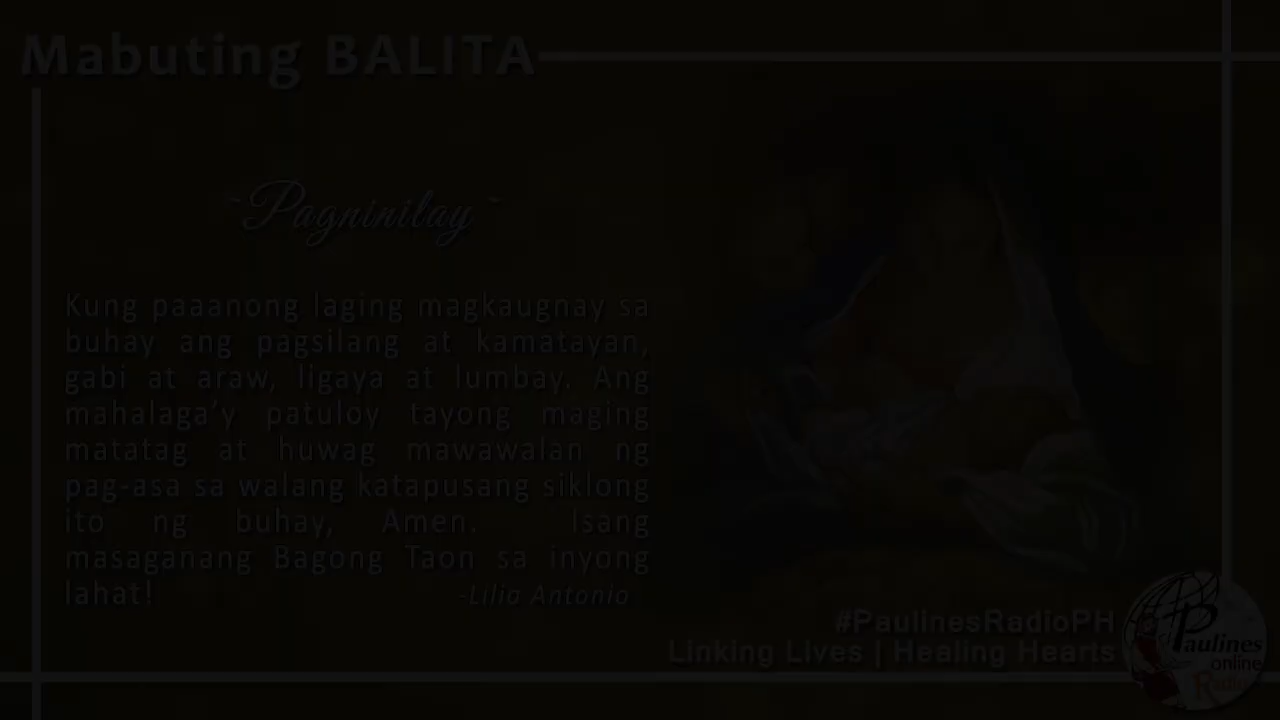 Mabuting BALITA
~Pagninilay~
Kung paaanong laging magkaugnay sa
buhay ang pagsilang at kamatayan,
gabi at araw, ligaya at lumbay. Ang
mahalaga’y patuloy tayong maging
matatag at huwag mawawalan ng
pag-asa sa walang katapusang siklong
ito ng buhay, Amen. Isang
masaganang Bagong Taon sa inyong
lahat! -Lilia Antonio
#PaulinesRadioPH
Linking Lives | Healing Hearts
Paulines
online
Radio